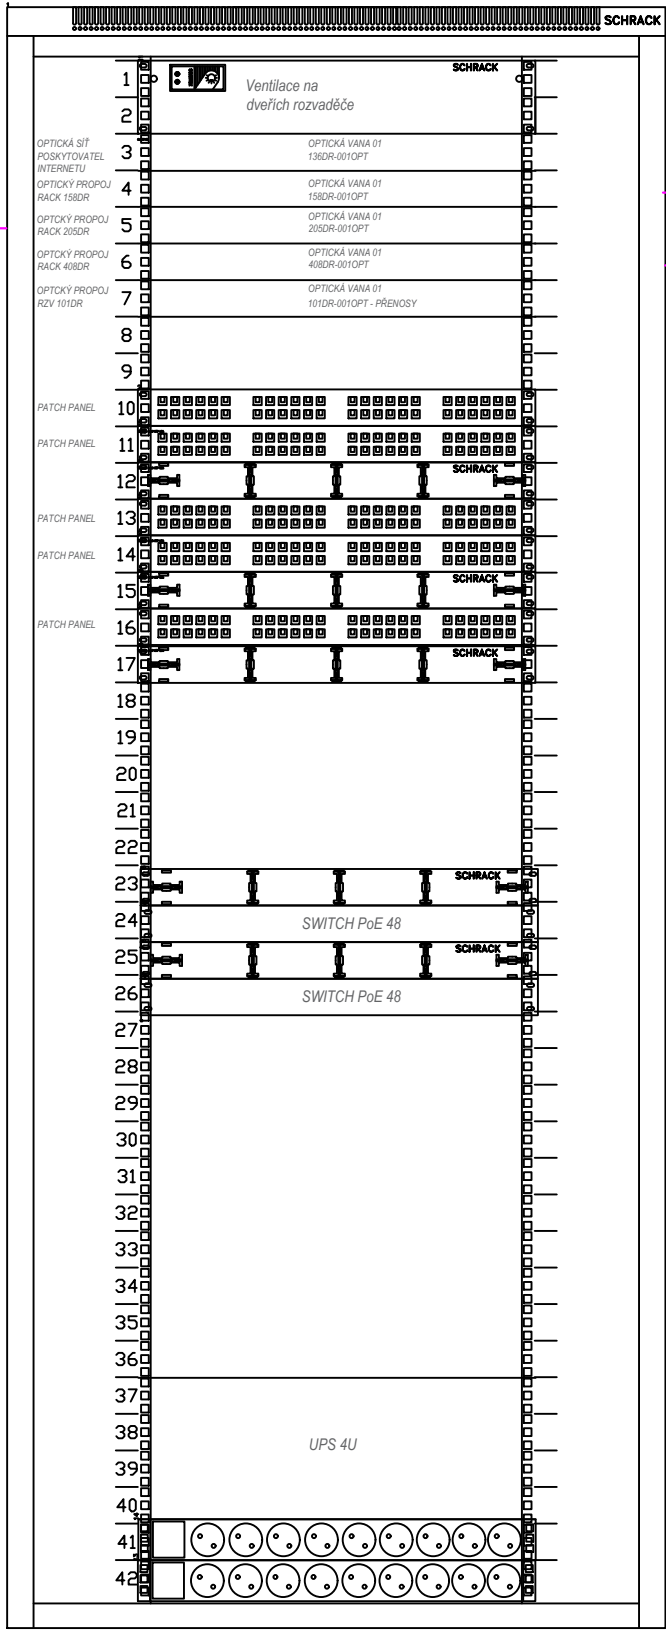 SCHRACK
1
SCHRACK
Ventilace na
dveřích rozvaděče
2
OPTICKÁ SÍŤ
POSKYTOVATEL
INTERNETU
3
OPTICKÁ VANA 01
136DR-001OPT
OPTICKÝ PROPOJ
RACK 158DR
4
OPTICKÁ VANA 01
158DR-001OPT
OPTCKÝ PROPOJ
RACK 205DR
5
OPTICKÁ VANA 01
205DR-001OPT
OPTCKÝ PROPOJ
RACK 408DR
6
OPTICKÁ VANA 01
408DR-001OPT
OPTCKÝ PROPOJ
RZV 101DR
7
OPTICKÁ VANA 01
101DR-001OPT - PŘENOSY
8
9
PATCH PANEL
10
PATCH PANEL
11
12
SCHRACK
PATCH PANEL
13
PATCH PANEL
14
15
SCHRACK
PATCH PANEL
16
17
SCHRACK
18
19
20
21
22
23
SCHRACK
24
SWITCH PoE 48
25
SCHRACK
26
SWITCH PoE 48
27
28
29
30
31
32
33
34
35
36
37
38
UPS 4U
39
40
41
42